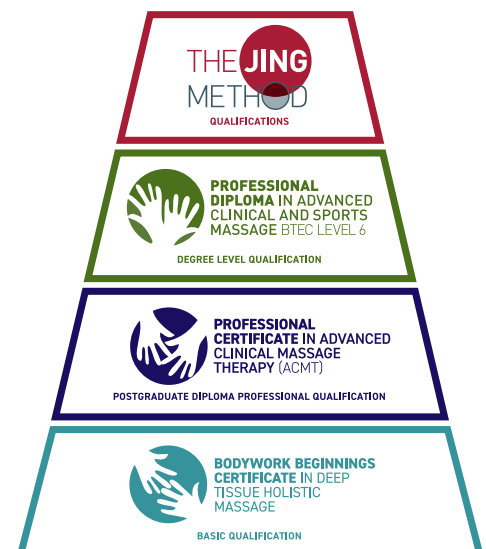 THE JING
METHOD
QUALIFICATIONS
PROFESSIONAL
DIPLOMA IN ADVANCED
CLINICAL AND SPORTS
MASSAGE BTEC LEVEL 6
DEGREE LEVEL QUALIFICATION
PROFESSIONAL
CERTIFICATE IN ADVANCED
CLINICAL MASSAGE
THERAPY (ACMT)
POSTGRADUATE DIPLOMA PROFESSIONAL QUALIFICATION
BODYWORK BEGINNINGS
CERTIFICATE IN DEEP
TISSUE HOLISTIC
MASSAGE
BASIC QUALIFICATION